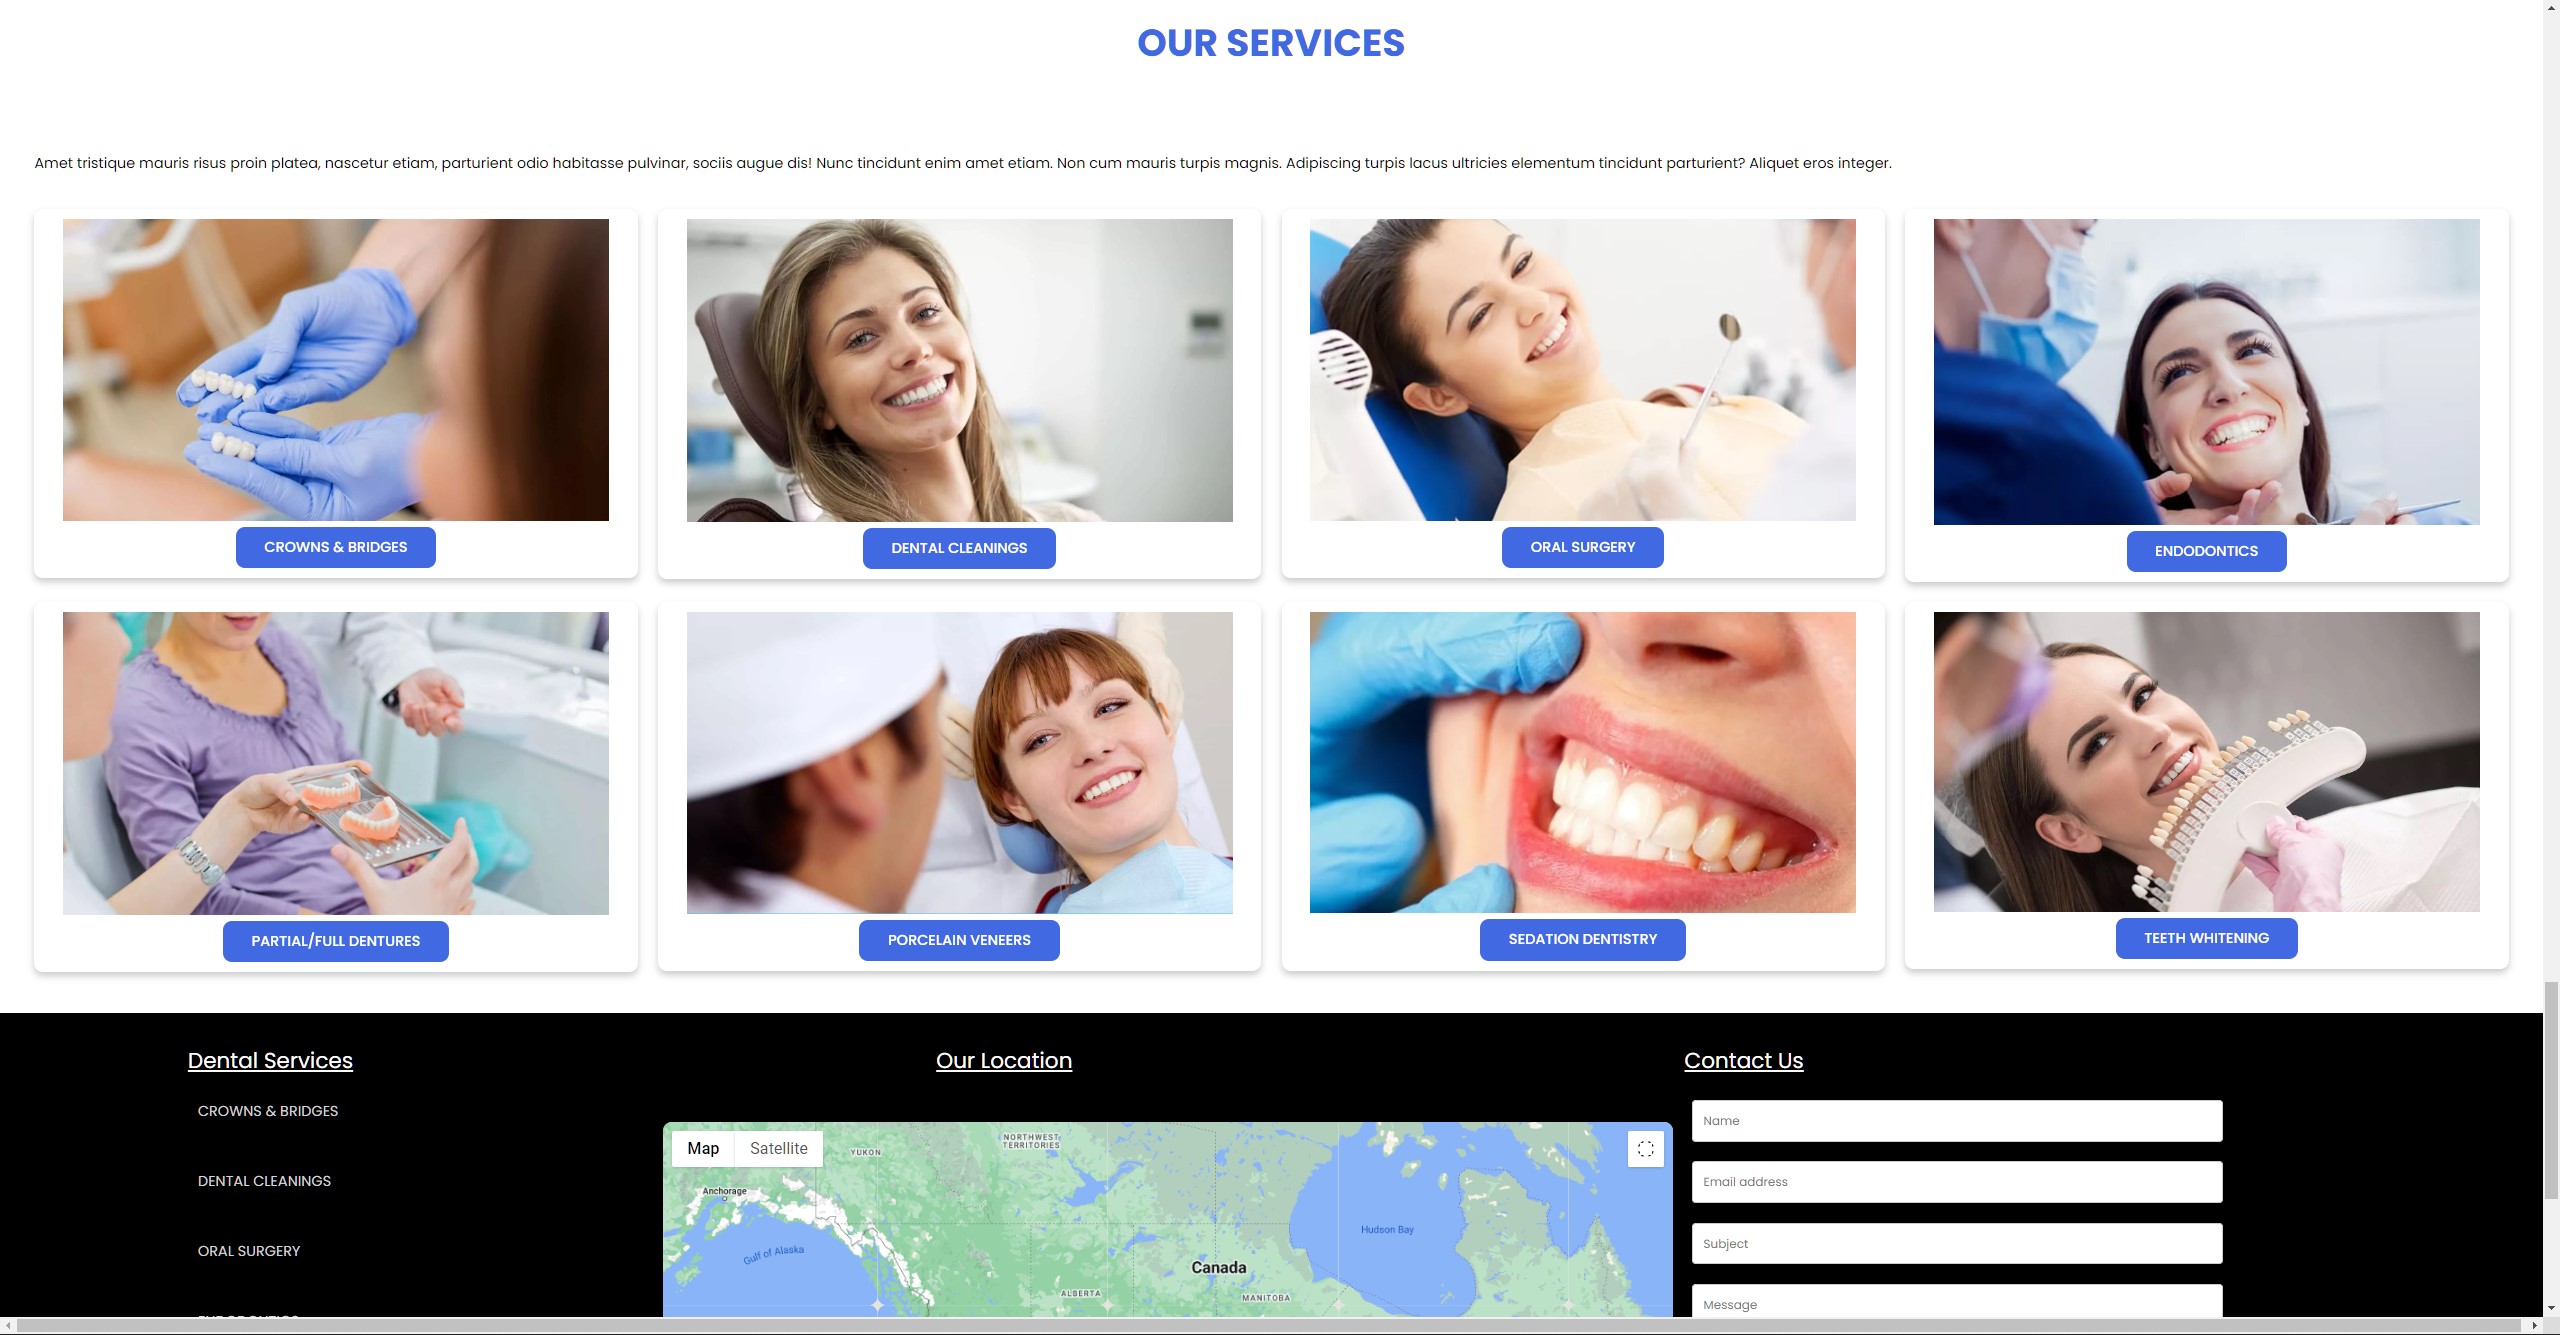 OUR SERVICES
Amet tristique mauris risus proin platea, nascetur etiam, parturient odio habitasse pulvinar, sociis augue dis! Nunc tincidunt enim amet etiam. Non cum mauris turpis magnis. Adipiscing turpis lacus ultricies elementum tincidunt parturient? Aliquet eros integer.
CROWNS & BRIDGES
DENTAL CLEANINGS
ORAL SURGERY
ENDODONTICS
PARTIAL/FULL DENTURES
PORCELAIN VENEERS
SEDATION DENTISTRY
TEETH WHITENING
Dental Services
CROWNS & BRIDGES
DENTAL CLEANINGS
ORAL SURGERY
Our Location
Map
Satellite
NORTHWEST
TERRITORIES
YUKON
Anchorage
Gulf of Alaska
Hudson Bay
Canada
ALBERTA
MANITOBA
Contact Us
Name
Email address
Subject
Message